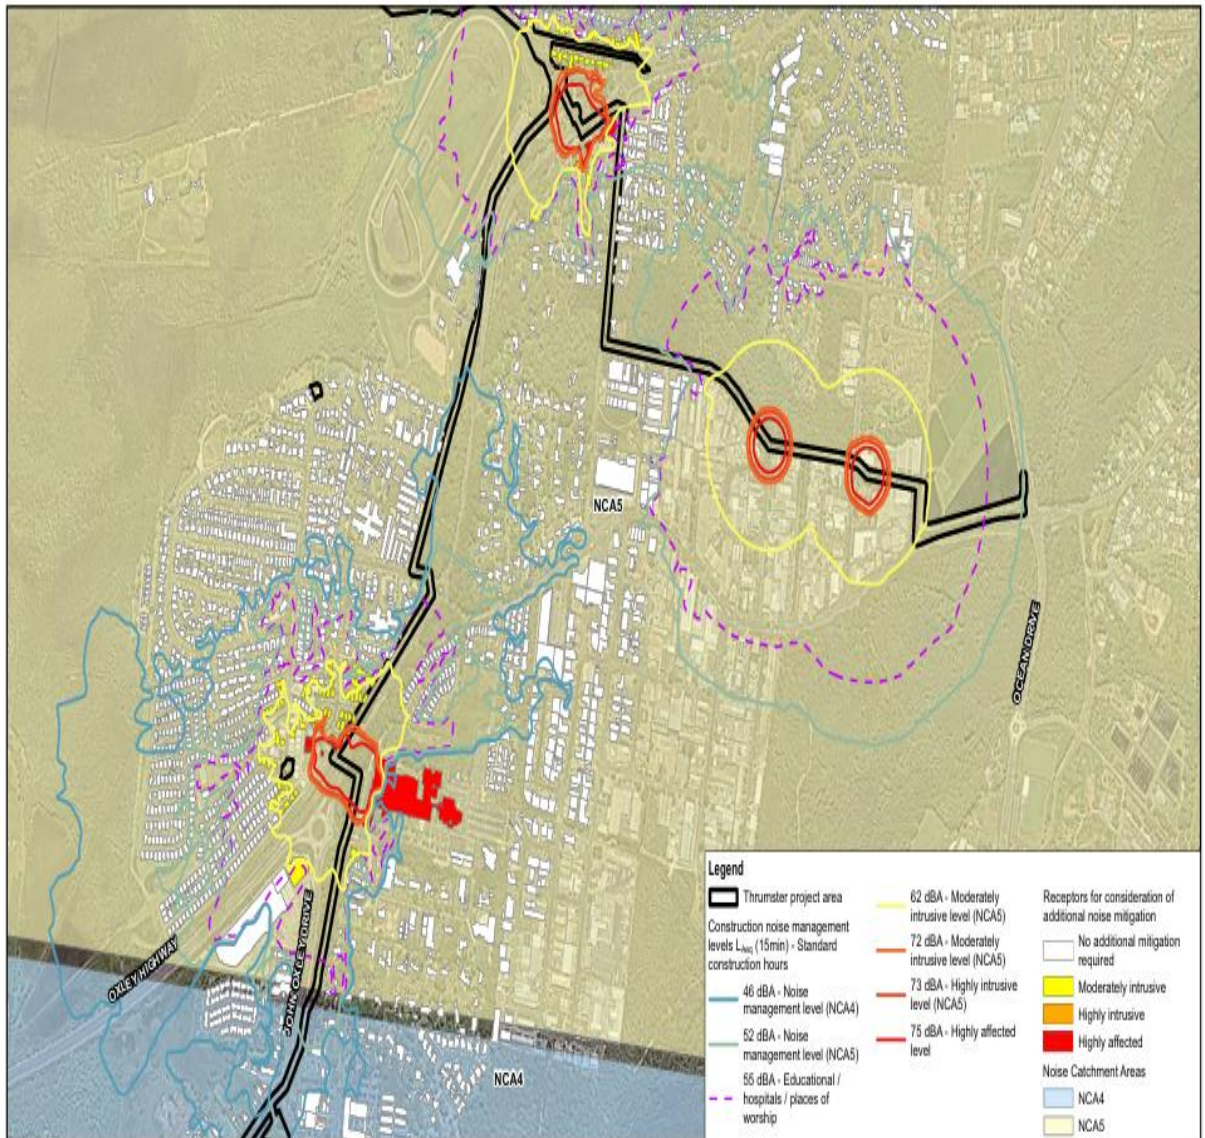 NCA5
OCEAN DRIVE
OXLEY HIGHWAY
JOHN OXLEY DRIVE
NCA4
Legend
Thrumster project area
Construction noise management
levels LAeq (15min) - Standard
construction hours
46 dBA - Noise
management level (NCA4)
52 dBA - Noise
management level (NCA5)
55 dBA - Educational /
hospitals / places of
worship
62 dBA - Moderately
intrusive level (NCA5)
72 dBA - Moderately
intrusive level (NCA5)
73 dBA - Highly intrusive
level (NCA5)
75 dBA - Highly affected
level
Receptors for consideration of
additional noise mitigation
No additional mitigation
required
Moderately intrusive
Highly intrusive
Highly affected
Noise Catchment Areas
NCA4
NCA5